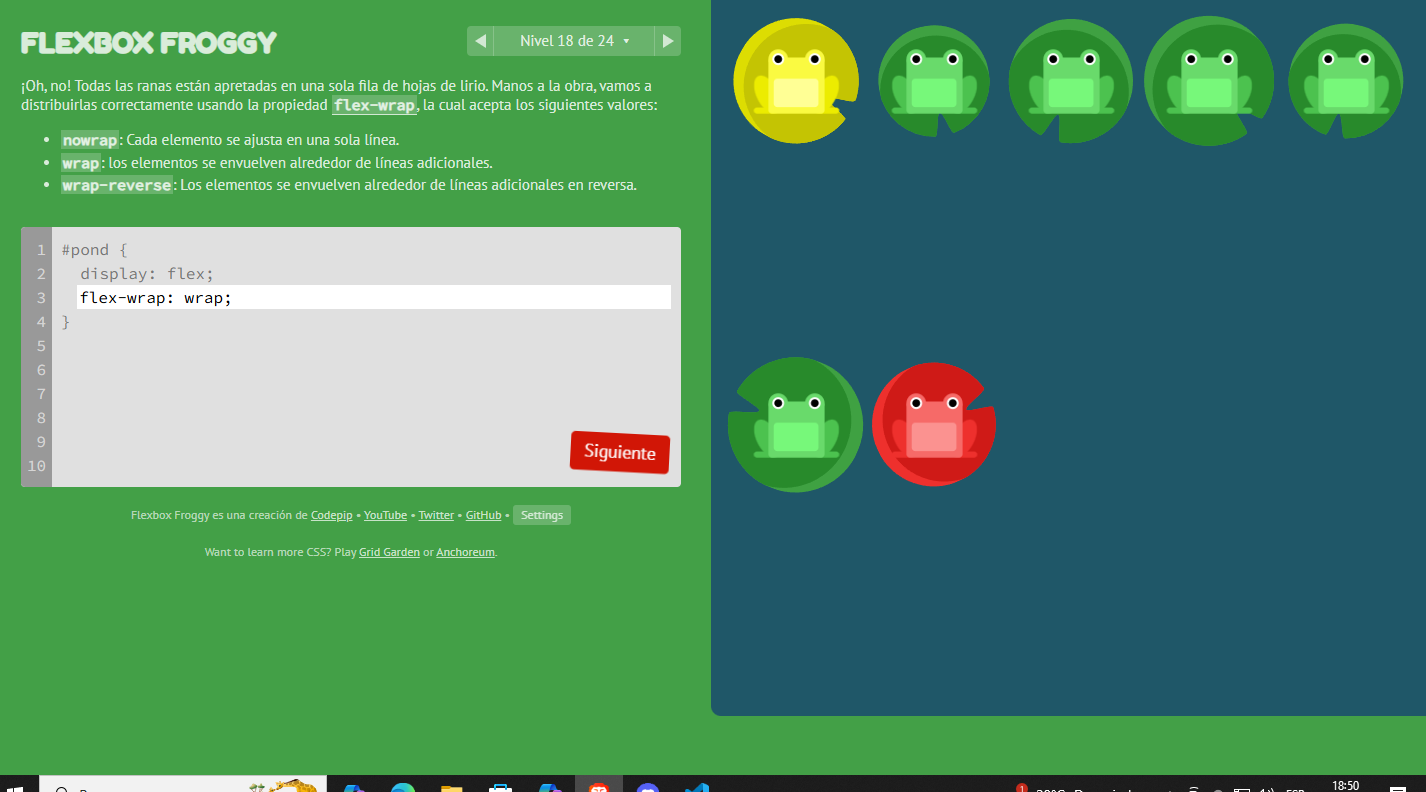 FLEXBOX FROGGY
Nivel 18 de 24
¡Oh, no! Todas las ranas están apretadas en una sola fila de hojas de lirio. Manos a la obra, vamos a
distribuirlas correctamente usando la propiedad flex-wrap, la cual acepta los siguientes valores:
• nowrap: Cada elemento se ajusta en una sola línea.
• wrap: los elementos se envuelven alrededor de líneas adicionales.
• wrap-reverse: Los elementos se envuelven alrededor de líneas adicionales en reversa.
1 #pond {
2 display: flex;
3 flex-wrap: wrap;
4 }
5
6
7
8
9
10
Siguiente
Flexbox Froggy es una creación de Codepip • YouTube • Twitter • GitHub • Settings
Want to learn more CSS? Play Grid Garden or Anchoreum.
1
18:50